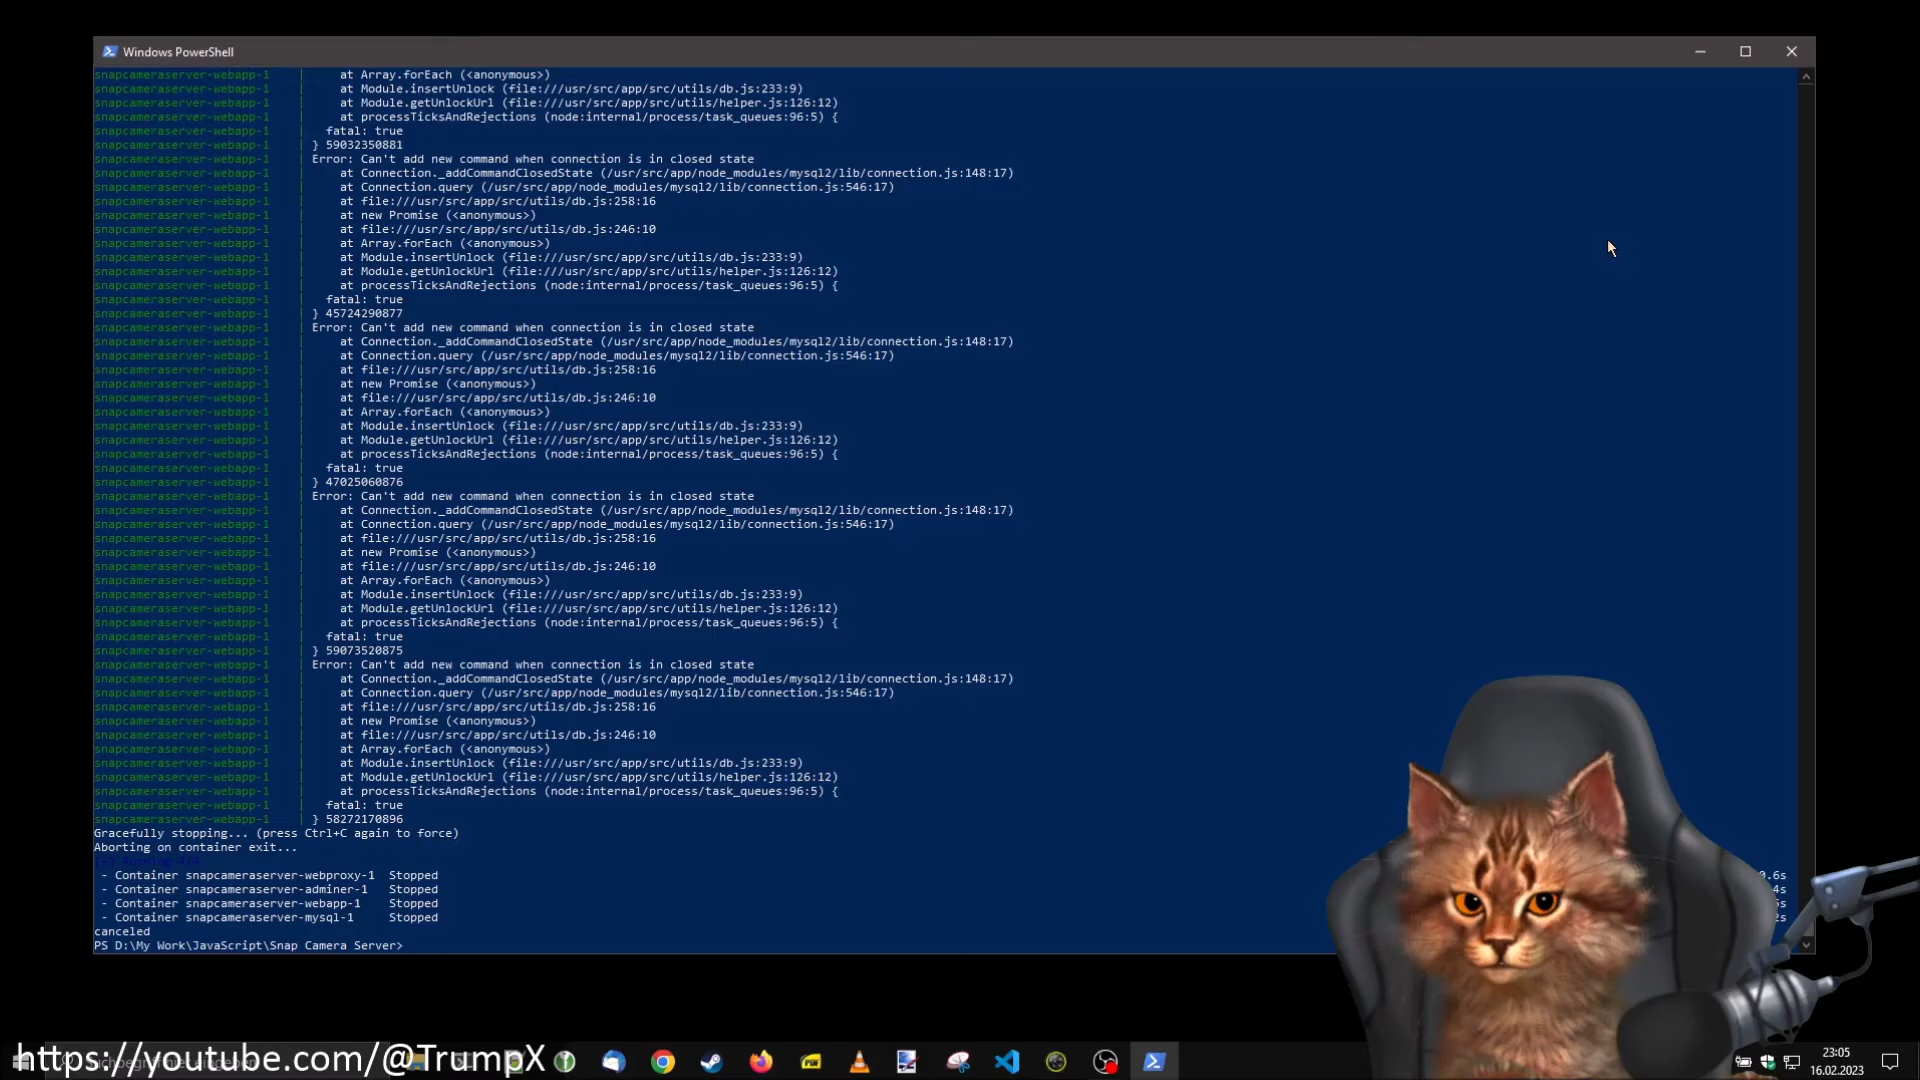 Windows PowerShell
snapcameraserver-webapp-1 | at Array.forEach (<anonymous>)
snapcameraserver-webapp-1 | at Module.insertUnlock (file:///usr/src/app/src/utils/db.js:233:9)
snapcameraserver-webapp-1 | at Module.getUnlockUrl (file:///usr/src/app/src/utils/helper.js:126:12)
snapcameraserver-webapp-1 | at processTicksAndRejections (node:internal/process/task_queues:96:5) {
snapcameraserver-webapp-1 | fatal: true
snapcameraserver-webapp-1 | } 59032350881
snapcameraserver-webapp-1 | Error: Can't add new command when connection is in closed state
snapcameraserver-webapp-1 | at Connection._addCommandClosedState (/usr/src/app/node_modules/mysql2/lib/connection.js:148:17)
snapcameraserver-webapp-1 | at Connection.query (/usr/src/app/node_modules/mysql2/lib/connection.js:546:17)
snapcameraserver-webapp-1 | at file:///usr/src/app/src/utils/db.js:258:16
snapcameraserver-webapp-1 | at new Promise (<anonymous>)
snapcameraserver-webapp-1 | at file:///usr/src/app/src/utils/db.js:246:10
snapcameraserver-webapp-1 | at Array.forEach (<anonymous>)
snapcameraserver-webapp-1 | at Module.insertUnlock (file:///usr/src/app/src/utils/db.js:233:9)
snapcameraserver-webapp-1 | at Module.getUnlockUrl (file:///usr/src/app/src/utils/helper.js:126:12)
snapcameraserver-webapp-1 | at processTicksAndRejections (node:internal/process/task_queues:96:5) {
snapcameraserver-webapp-1 | fatal: true
snapcameraserver-webapp-1 | } 45724290877
snapcameraserver-webapp-1 | Error: Can't add new command when connection is in closed state
snapcameraserver-webapp-1 | at Connection._addCommandClosedState (/usr/src/app/node_modules/mysql2/lib/connection.js:148:17)
snapcameraserver-webapp-1 | at Connection.query (/usr/src/app/node_modules/mysql2/lib/connection.js:546:17)
snapcameraserver-webapp-1 | at file:///usr/src/app/src/utils/db.js:258:16
snapcameraserver-webapp-1 | at new Promise (<anonymous>)
snapcameraserver-webapp-1 | at file:///usr/src/app/src/utils/db.js:246:10
snapcameraserver-webapp-1 | at Array.forEach (<anonymous>)
snapcameraserver-webapp-1 | at Module.insertUnlock (file:///usr/src/app/src/utils/db.js:233:9)
snapcameraserver-webapp-1 | at Module.getUnlockUrl (file:///usr/src/app/src/utils/helper.js:126:12)
snapcameraserver-webapp-1 | at processTicksAndRejections (node:internal/process/task_queues:96:5) {
snapcameraserver-webapp-1 | fatal: true
snapcameraserver-webapp-1 | } 47025060876
snapcameraserver-webapp-1 | Error: Can't add new command when connection is in closed state
snapcameraserver-webapp-1 | at Connection._addCommandClosedState (/usr/src/app/node_modules/mysql2/lib/connection.js:148:17)
snapcameraserver-webapp-1 | at Connection.query (/usr/src/app/node_modules/mysql2/lib/connection.js:546:17)
snapcameraserver-webapp-1 | at file:///usr/src/app/src/utils/db.js:258:16
snapcameraserver-webapp-1 | at new Promise (<anonymous>)
snapcameraserver-webapp-1 | at file:///usr/src/app/src/utils/db.js:246:10
snapcameraserver-webapp-1 | at Array.forEach (<anonymous>)
snapcameraserver-webapp-1 | at Module.insertUnlock (file:///usr/src/app/src/utils/db.js:233:9)
snapcameraserver-webapp-1 | at Module.getUnlockUrl (file:///usr/src/app/src/utils/helper.js:126:12)
snapcameraserver-webapp-1 | at processTicksAndRejections (node:internal/process/task_queues:96:5) {
snapcameraserver-webapp-1 | fatal: true
snapcameraserver-webapp-1 | } 59073520875
snapcameraserver-webapp-1 | Error: Can't add new command when connection is in closed state
snapcameraserver-webapp-1 | at Connection._addCommandClosedState (/usr/src/app/node_modules/mysql2/lib/connection.js:148:17)
snapcameraserver-webapp-1 | at Connection.query (/usr/src/app/node_modules/mysql2/lib/connection.js:546:17)
snapcameraserver-webapp-1 | at file:///usr/src/app/src/utils/db.js:258:16
snapcameraserver-webapp-1 | at new Promise (<anonymous>)
snapcameraserver-webapp-1 | at file:///usr/src/app/src/utils/db.js:246:10
snapcameraserver-webapp-1 | at Array.forEach (<anonymous>)
snapcameraserver-webapp-1 | at Module.insertUnlock (file:///usr/src/app/src/utils/db.js:233:9)
snapcameraserver-webapp-1 | at Module.getUnlockUrl (file:///usr/src/app/src/utils/helper.js:126:12)
snapcameraserver-webapp-1 | at processTicksAndRejections (node:internal/process/task_queues:96:5) {
snapcameraserver-webapp-1 | fatal: true
snapcameraserver-webapp-1 | } 58272170896
Gracefully stopping... (press Ctrl+C again to force)
Aborting on container exit...
[+] Running 4/4
- Container snapcameraserver-webproxy-1 Stopped
- Container snapcameraserver-adminer-1 Stopped
- Container snapcameraserver-webapp-1 Stopped
- Container snapcameraserver-mysql-1 Stopped
canceled
PS D:\My Work\JavaScript\Snap Camera Server>
https://youtube.com/@TrumpX
23:05
16.02.2023